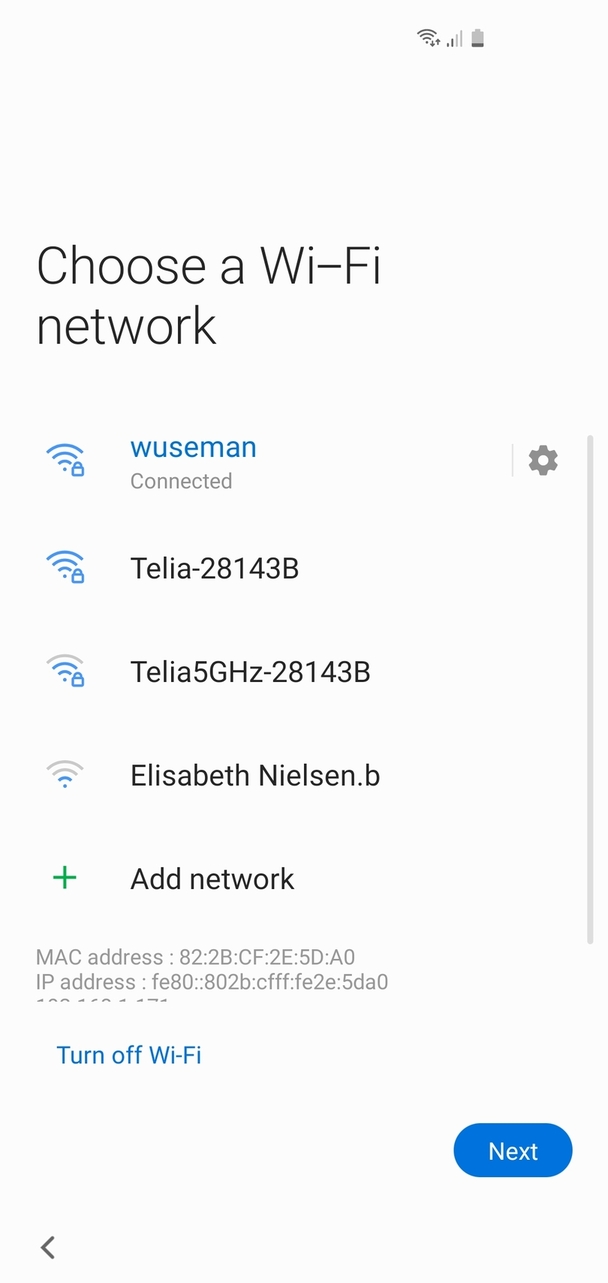 Choose a Wi–Fi
network
wuseman
Connected
Telia-28143B
Telia5GHz-28143B
Elisabeth Nielsen.b
Add network
MAC address : 82:2B:CF:2E:5D:A0
IP address : fe80::802b:cfff:fe2e:5da0
Turn off Wi-Fi
Next